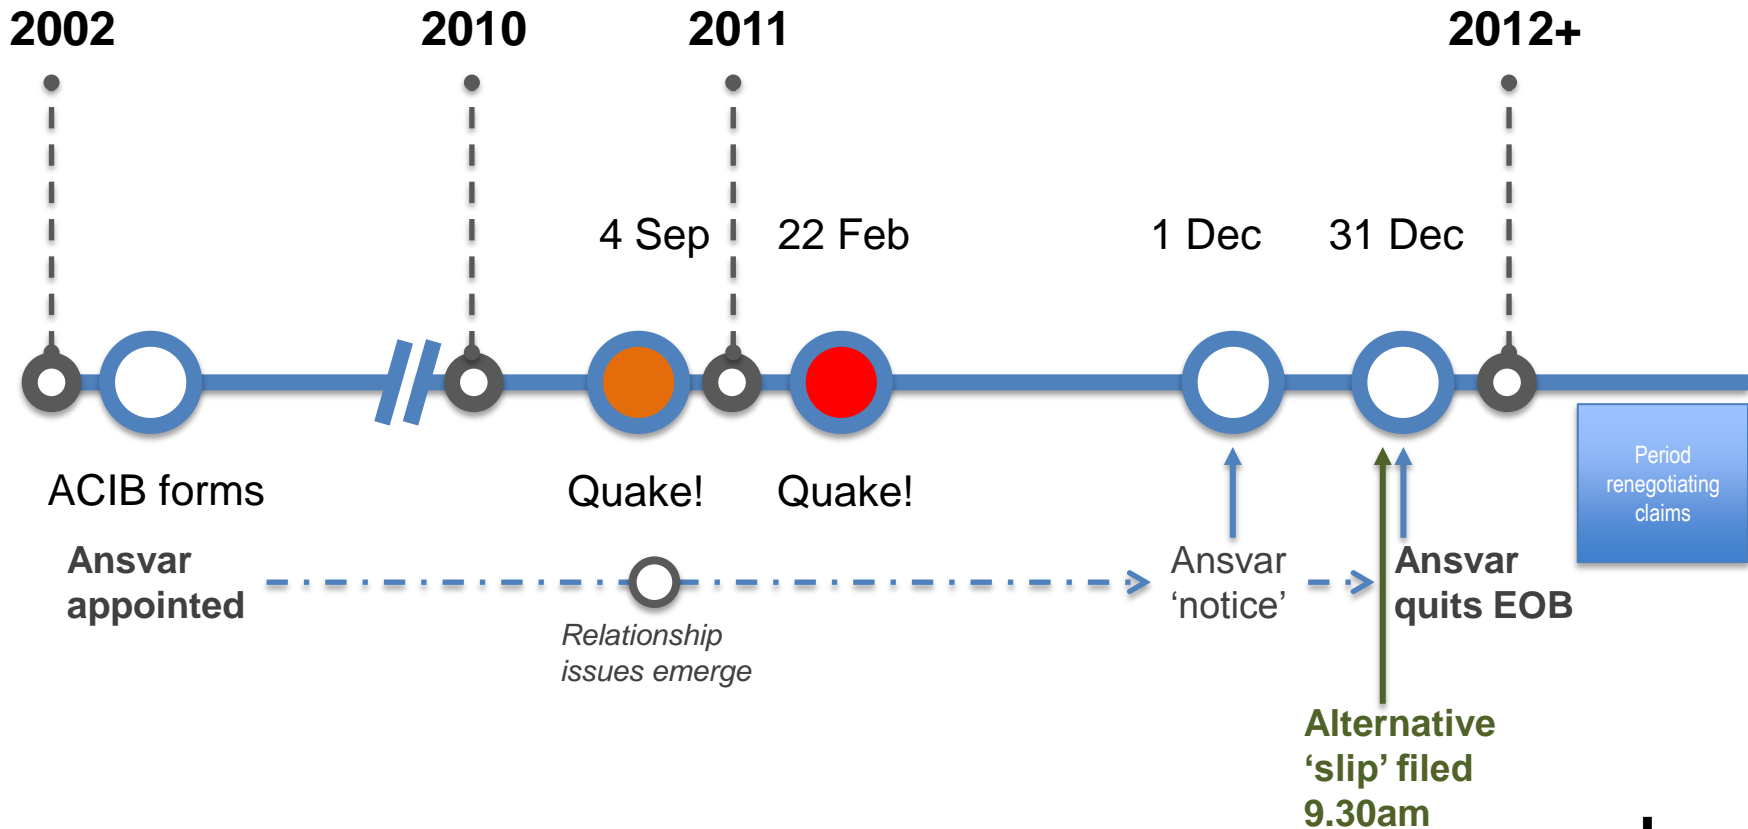 2002
2010
2011
2012+
4 Sep
22 Feb
1 Dec
31 Dec
ACIB forms
Quake!
Quake!
Period
renegotiating
claims
Ansvar
appointed
Relationship
issues emerge
Ansvar
‘notice’
Ansvar
quits EOB
Alternative
‘slip’ filed
9.30am